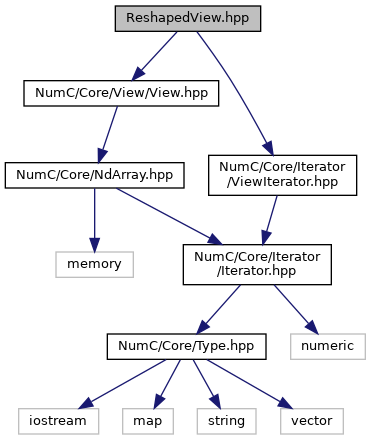 ReshapedView.hpp
NumC/Core/View/View.hpp
NumC/Core/NdArray.hpp
NumC/Core/Iterator
/ViewIterator.hpp
memory
NumC/Core/Iterator
/Iterator.hpp
NumC/Core/Type.hpp
numeric
iostream
map
string
vector